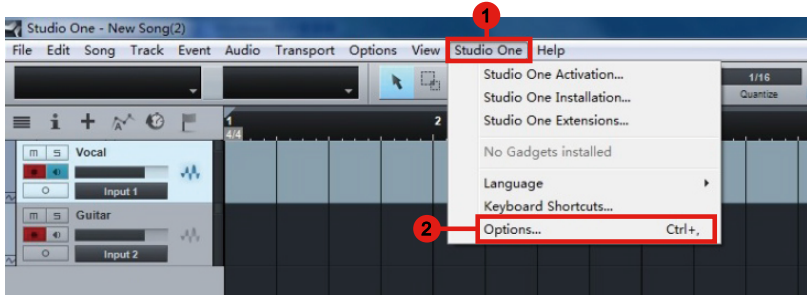 1
Studio One - New Song(2)
File Edit Song Track Event Audio Transport Options View Studio One Help
Studio One Activation...
Studio One Installation...
Studio One Extensions...
No Gadgets installed
Language
Keyboard Shortcuts...
2
Options... Ctrl+,
1/16
Quantize
1
2
4/4
M S Vocal
Input 1
M S Guitar
Input 2